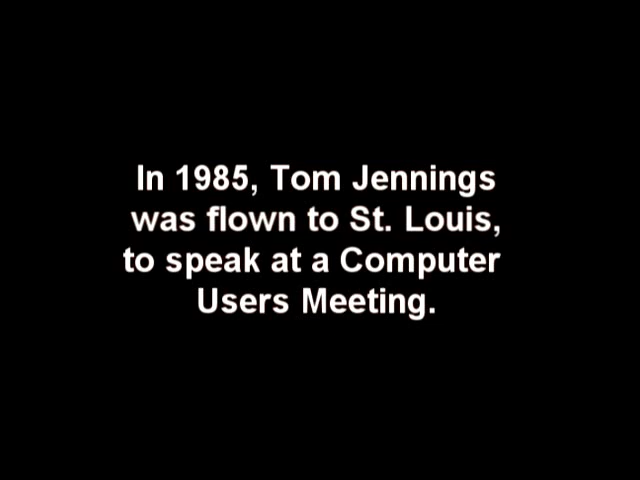 In 1985, Tom Jennings
was flown to St. Louis,
to speak at a Computer
Users Meeting.